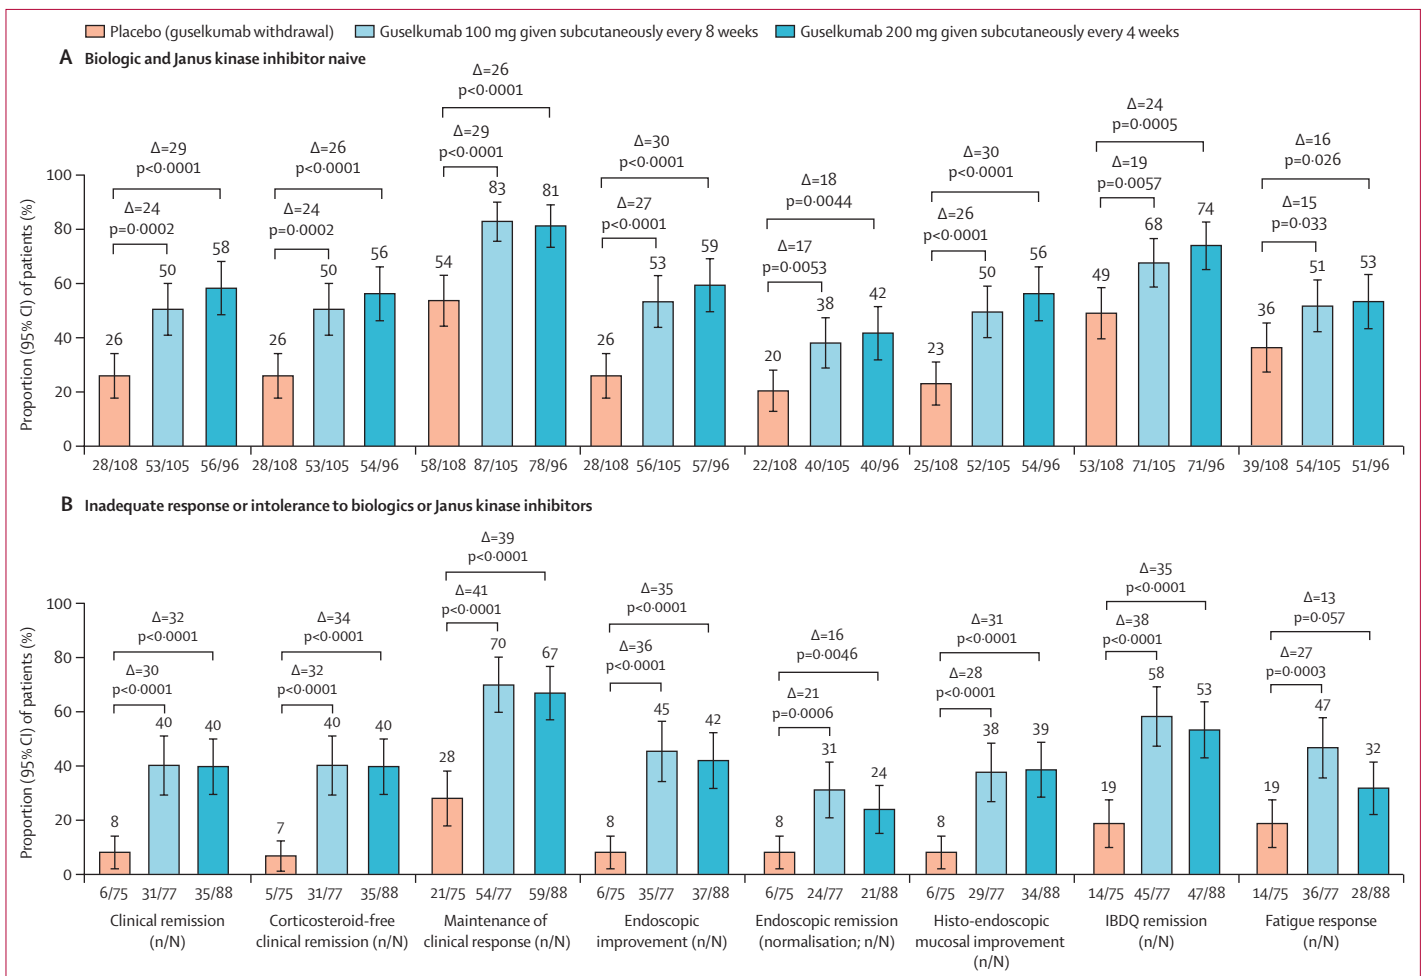 Placebo (guselkumab withdrawal) Guselkumab 100 mg given subcutaneously every 8 weeks Guselkumab 200 mg given subcutaneously every 4 weeks
A Biologic and Janus kinase inhibitor naive
Proportion (95% CI) of patients (%)
100
80
60
40
20
0
Δ=29
p<0·0001
Δ=24
p=0·0002
26
50
58
28/108 53/105 56/96
Δ=26
p<0·0001
Δ=24
p=0·0002
26
50
56
28/108 53/105 54/96
Δ=26
p<0·0001
Δ=29
p<0·0001
54
83
81
58/108 87/105 78/96
Δ=30
p<0·0001
Δ=27
p<0·0001
26
53
59
28/108 56/105 57/96
Δ=18
p=0·0044
Δ=17
p=0·0053
20
38
42
22/108 40/105 40/96
Δ=30
p<0·0001
Δ=26
p<0·0001
23
50
56
25/108 52/105 54/96
Δ=24
p=0·0005
Δ=19
p=0·0057
49
68
74
53/108 71/105 71/96
Δ=16
p=0·026
Δ=15
p=0·033
36
51
53
39/108 54/105 51/96
B Inadequate response or intolerance to biologics or Janus kinase inhibitors
Proportion (95% CI) of patients (%)
100
80
60
40
20
0
Δ=32
p<0·0001
Δ=30
p<0·0001
8
40
40
6/75 31/77 35/88
Clinical remission
(n/N)
Δ=34
p<0·0001
Δ=32
p<0·0001
7
40
40
5/75 31/77 35/88
Corticosteroid-free
clinical remission (n/N)
Δ=39
p<0·0001
Δ=41
p<0·0001
28
70
67
21/75 54/77 59/88
Maintenance of
clinical response (n/N)
Δ=35
p<0·0001
Δ=36
p<0·0001
8
45
42
6/75 35/77 37/88
Endoscopic
improvement (n/N)
Δ=16
p=0·0046
Δ=21
p=0·0006
8
31
24
6/75 24/77 21/88
Endoscopic remission
(normalisation; n/N)
Δ=31
p<0·0001
Δ=28
p<0·0001
8
38
39
6/75 29/77 34/88
Histo-endoscopic
mucosal improvement
(n/N)
Δ=35
p<0·0001
Δ=38
p<0·0001
19
58
53
14/75 45/77 47/88
IBDQ remission
(n/N)
Δ=13
p=0·057
Δ=27
p=0·0003
19
47
32
14/75 36/77 28/88
Fatigue response
(n/N)